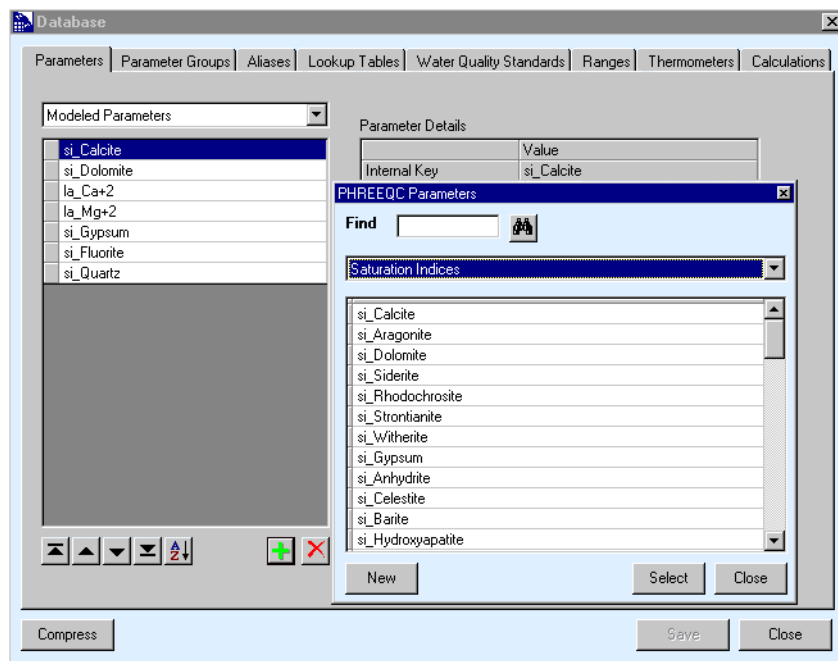 Database
Parameters Parameter Groups Aliases Lookup Tables Water Quality Standards Ranges Thermometers Calculations
Modeled Parameters
si_Calcite
si_Dolomite
la_Ca+2
la_Mg+2
si_Gypsum
si_Fluorite
si_Quartz
Parameter Details
Value
Internal Key si_Calcite
PHREEQC Parameters
Find
Saturation Indices
si_Calcite
si_Aragonite
si_Dolomite
si_Siderite
si_Rhodochrosite
si_Strontianite
si_Witherite
si_Gypsum
si_Anhydrite
si_Celestite
si_Barite
si_Hydroxyapatite
New Select Close
A
Z
Compress Save Close